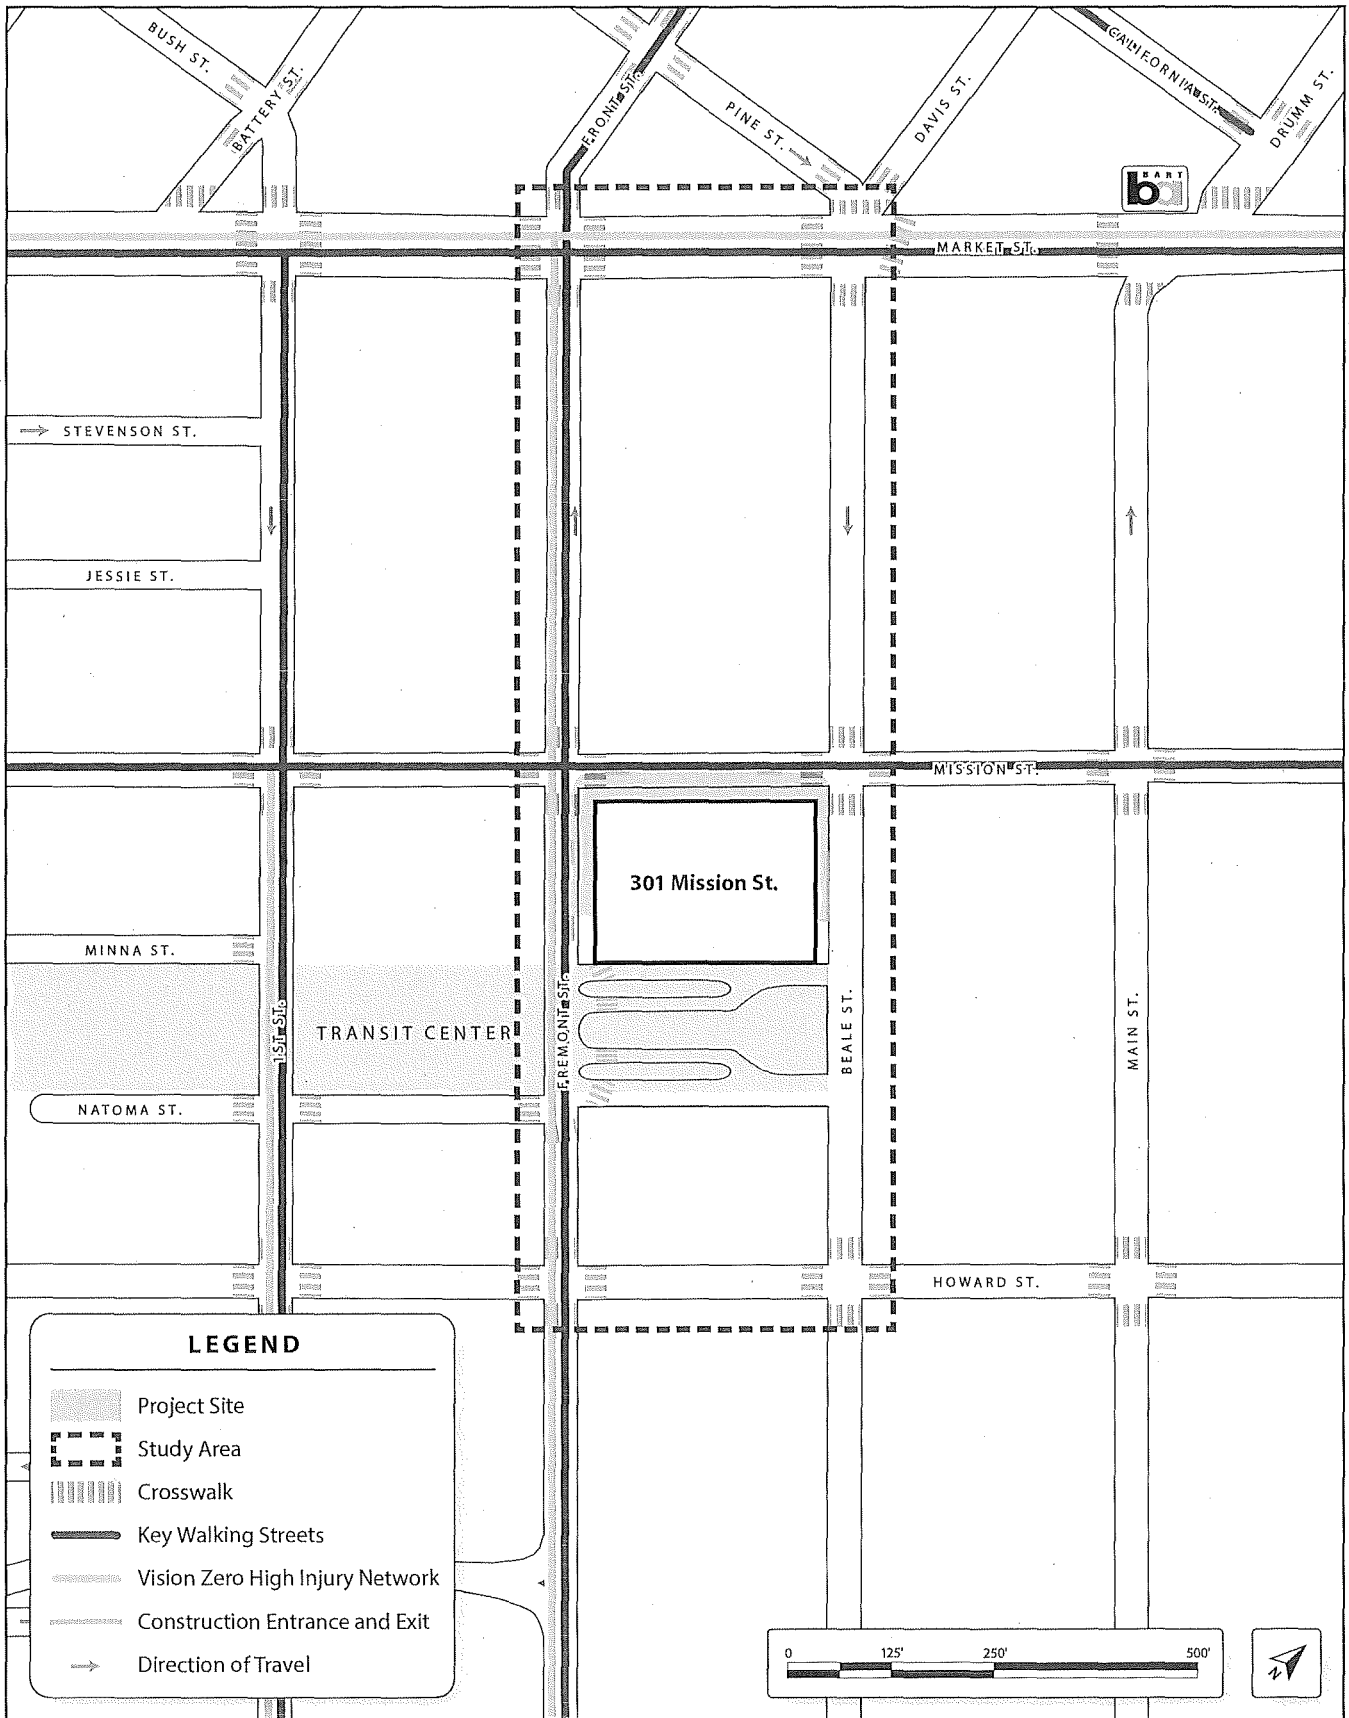 BUSH ST.
BATTERY ST.
FRONT ST.
PINE ST.
DAVIS ST.
CALIFORNIA ST.
DRUMM ST.
BART
ba
MARKET ST.
STEVENSON ST.
JESSIE ST.
MISSION ST.
301 Mission St.
MINNA ST.
1ST ST.
TRANSIT CENTER
FREMONT ST.
BEALE ST.
MAIN ST.
NATOMA ST.
HOWARD ST.
LEGEND
Project Site
Study Area
Crosswalk
Key Walking Streets
Vision Zero High Injury Network
Construction Entrance and Exit
Direction of Travel
0 125' 250' 500'
N